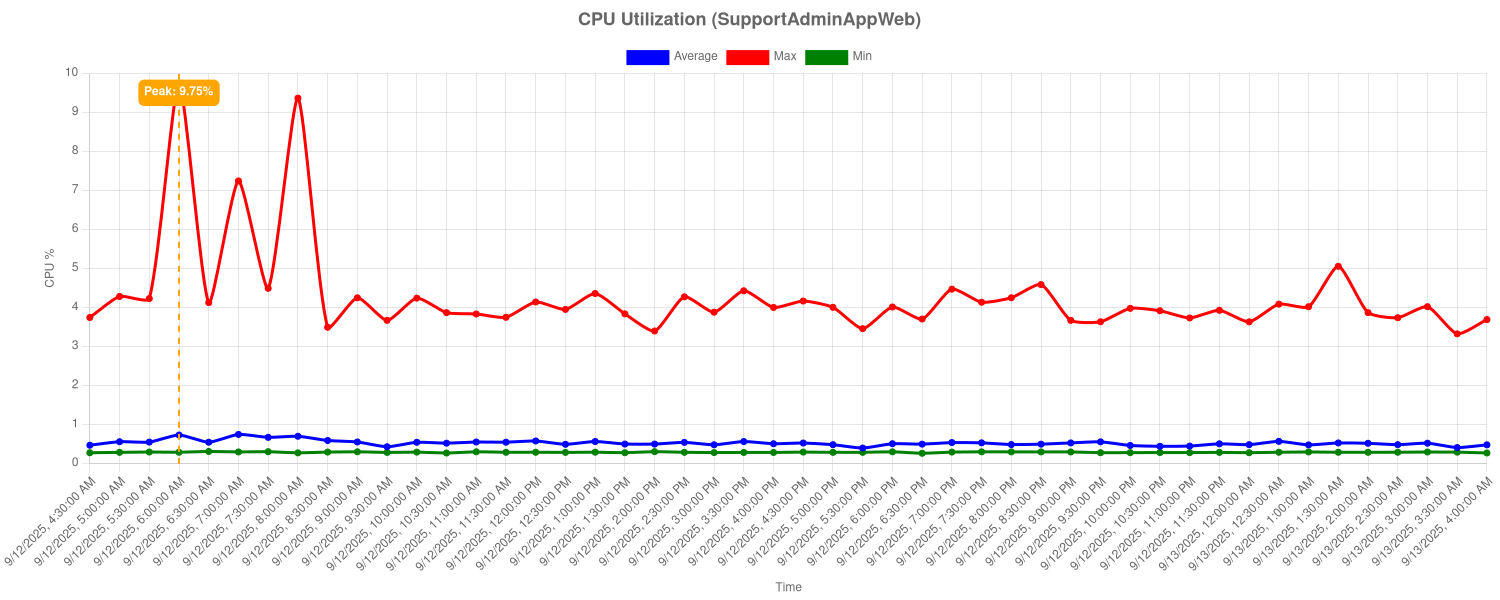 CPU Utilization (SupportAdminAppWeb)
Average Max Min
Peak: 9.75%
10
9
8
7
6
5
4
3
2
1
0
CPU %
9/12/2025, 4:30:00 AM
9/12/2025, 5:00:00 AM
9/12/2025, 5:30:00 AM
9/12/2025, 6:00:00 AM
9/12/2025, 6:30:00 AM
9/12/2025, 7:00:00 AM
9/12/2025, 7:30:00 AM
9/12/2025, 8:00:00 AM
9/12/2025, 8:30:00 AM
9/12/2025, 9:00:00 AM
9/12/2025, 9:30:00 AM
9/12/2025, 10:00:00 AM
9/12/2025, 10:30:00 AM
9/12/2025, 11:00:00 AM
9/12/2025, 11:30:00 AM
9/12/2025, 12:00:00 PM
9/12/2025, 12:30:00 PM
9/12/2025, 1:00:00 PM
9/12/2025, 1:30:00 PM
9/12/2025, 2:00:00 PM
9/12/2025, 2:30:00 PM
9/12/2025, 3:00:00 PM
9/12/2025, 3:30:00 PM
9/12/2025, 4:00:00 PM
9/12/2025, 4:30:00 PM
9/12/2025, 5:00:00 PM
9/12/2025, 5:30:00 PM
9/12/2025, 6:00:00 PM
9/12/2025, 6:30:00 PM
9/12/2025, 7:00:00 PM
9/12/2025, 7:30:00 PM
9/12/2025, 8:00:00 PM
9/12/2025, 8:30:00 PM
9/12/2025, 9:00:00 PM
9/12/2025, 9:30:00 PM
9/12/2025, 10:00:00 PM
9/12/2025, 10:30:00 PM
9/12/2025, 11:00:00 PM
9/12/2025, 11:30:00 PM
9/13/2025, 12:00:00 AM
9/13/2025, 12:30:00 AM
9/13/2025, 1:00:00 AM
9/13/2025, 1:30:00 AM
9/13/2025, 2:00:00 AM
9/13/2025, 2:30:00 AM
9/13/2025, 3:00:00 AM
9/13/2025, 3:30:00 AM
9/13/2025, 4:00:00 AM
Time